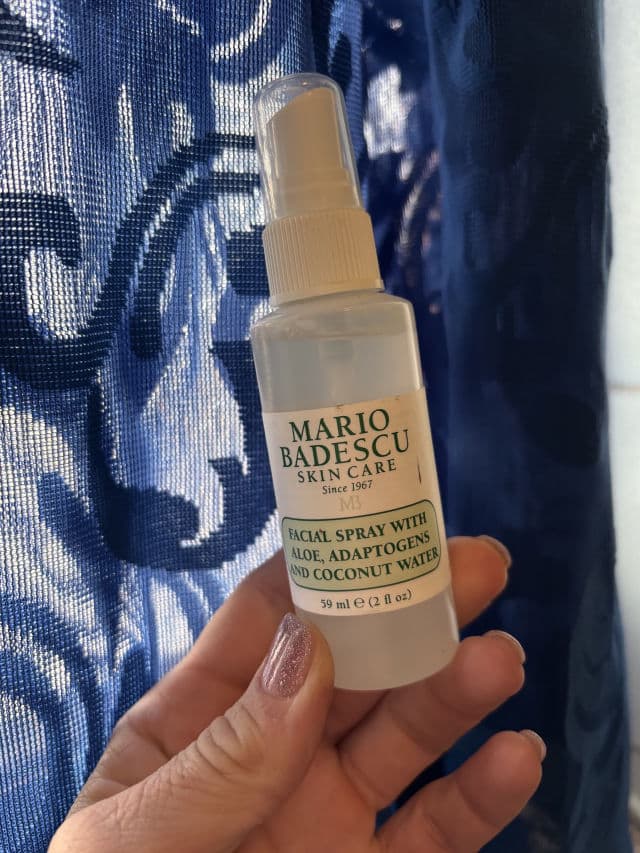 MARIO
BADESCU
SKIN CARE
Since 1967
MB
FACIAL SPRAY WITH
ALOE, ADAPTOGENS
AND COCONUT WATER
59 ml ℮ (2 fl oz)